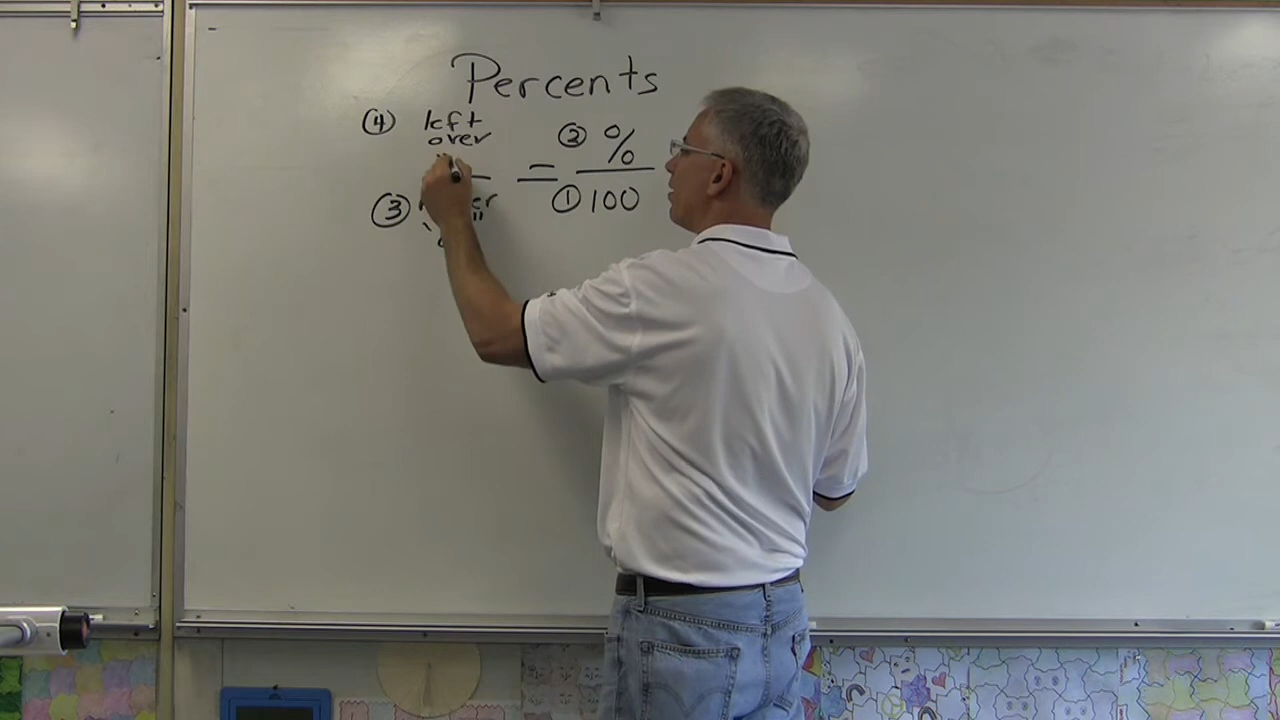 Percents
④ left
over
= ② %
① 100
③